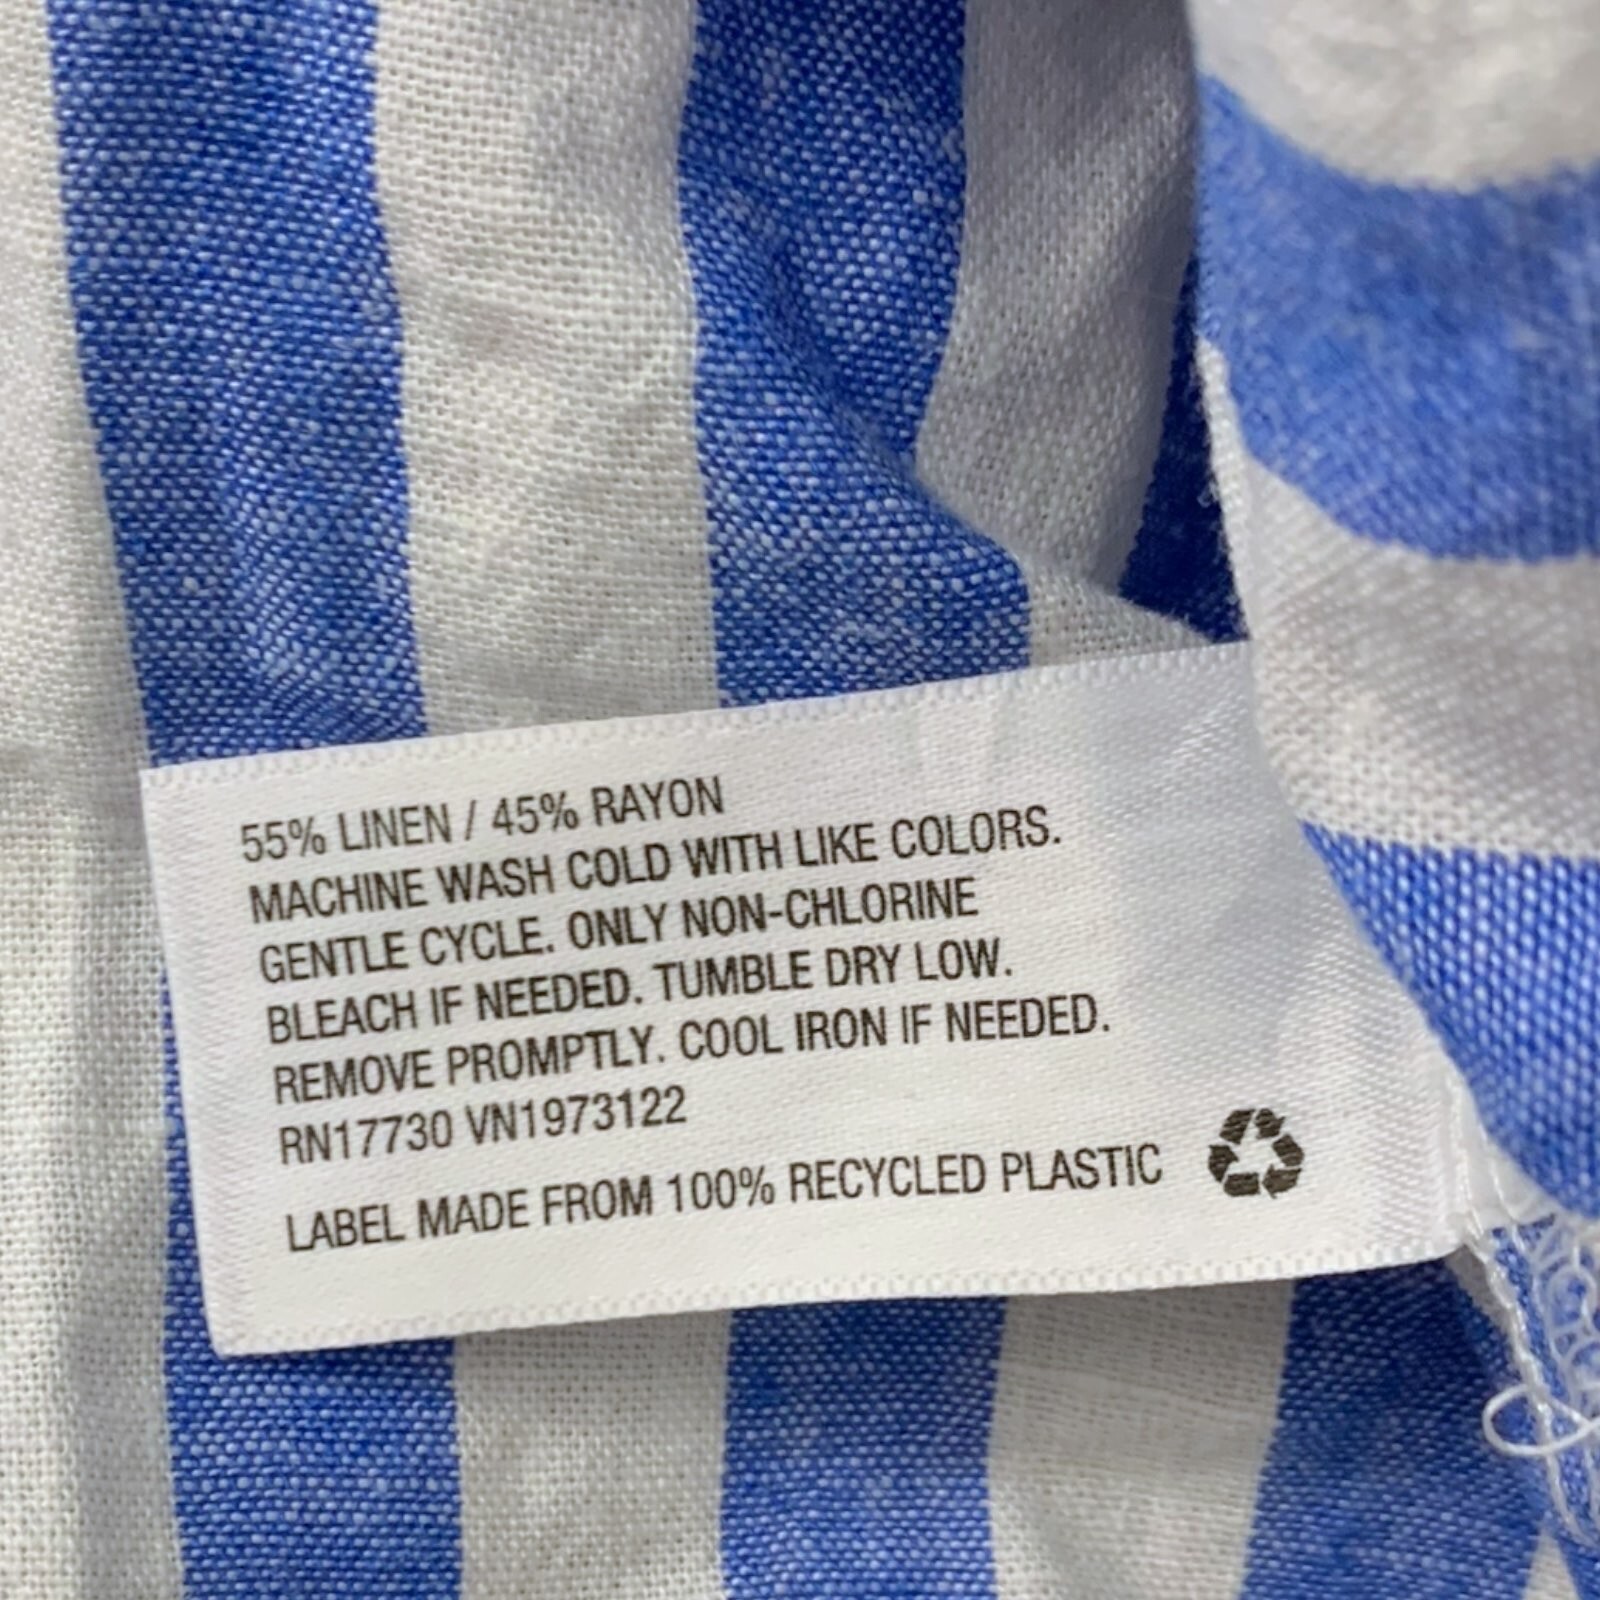 55% LINEN / 45% RAYON
MACHINE WASH COLD WITH LIKE COLORS.
GENTLE CYCLE. ONLY NON-CHLORINE
BLEACH IF NEEDED. TUMBLE DRY LOW.
REMOVE PROMPTLY. COOL IRON IF NEEDED.
RN17730 VN1973122
LABEL MADE FROM 100% RECYCLED PLASTIC